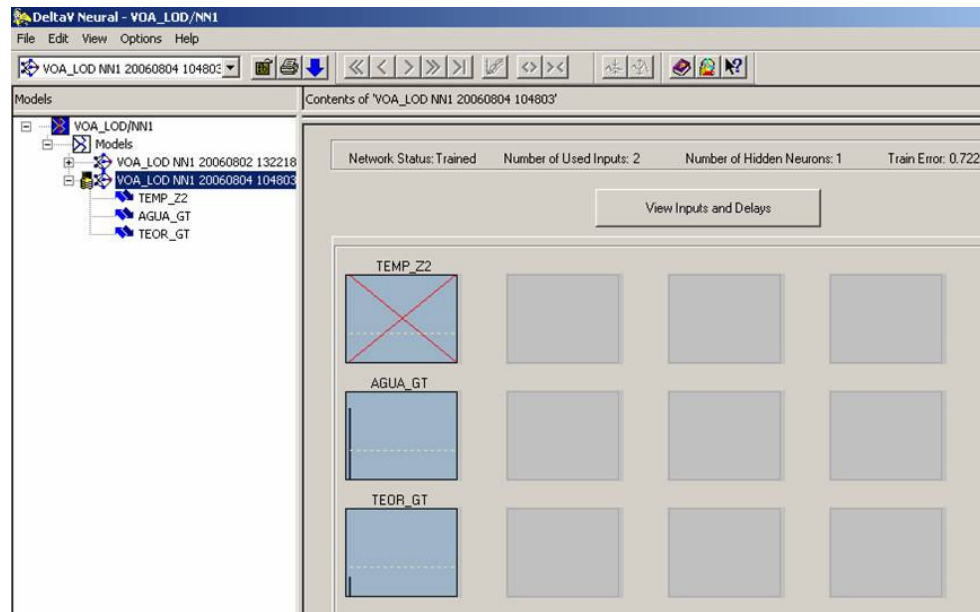 DeltaV Neural - VOA_LOD/NN1
File Edit View Options Help
VOA_LOD NN1 20060804 104803
Models
Contents of 'VOA_LOD NN1 20060804 104803'
VOA_LOD/NN1
Models
VOA_LOD NN1 20060802 132218
VOA_LOD NN1 20060804 104803
TEMP_Z2
AGUA_GT
TEOR_GT
Network Status: Trained Number of Used Inputs: 2 Number of Hidden Neurons: 1 Train Error: 0.722
View Inputs and Delays
TEMP_Z2
AGUA_GT
TEOR_GT